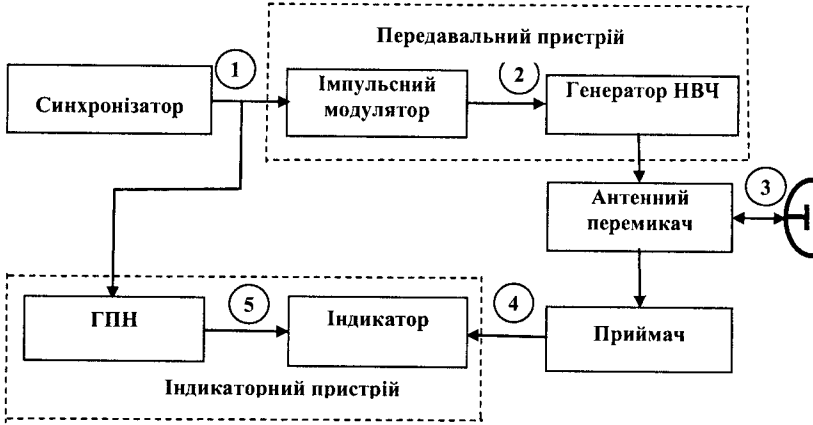 Передавальний пристрій
1
2
Синхронізатор
Імпульсний
модулятор
Генератор НВЧ
3
Антенний
перемикач
5
4
ГПН
Індикатор
Приймач
Індикаторний пристрій